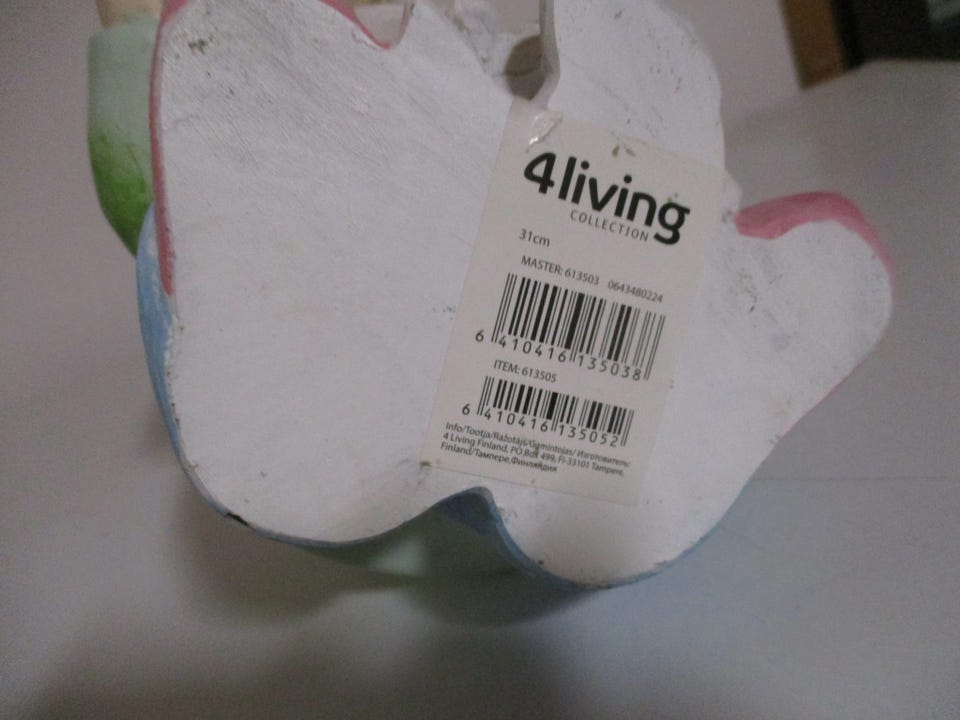 4living
COLLECTION
31cm
MASTER: 613503 0643480224
6 410416 135038
ITEM: 613505
6 410416 135052
Info/Tootja/Ražotājs/Gamintojas/ Изготовитель:
4 Living Finland, PO.Box 499, FI-33101 Tampere,
Finland/Тампере,Финляндия